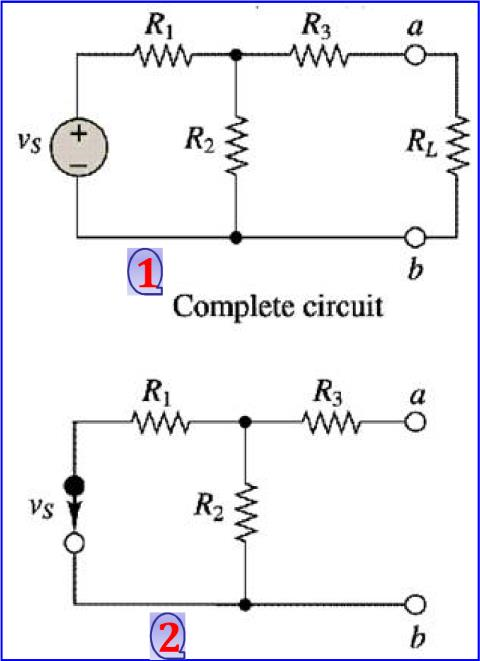 R₁ R₃ a
+
vS R₂ RL
−
b
1
Complete circuit
R₁ R₃ a
vS R₂
b
2